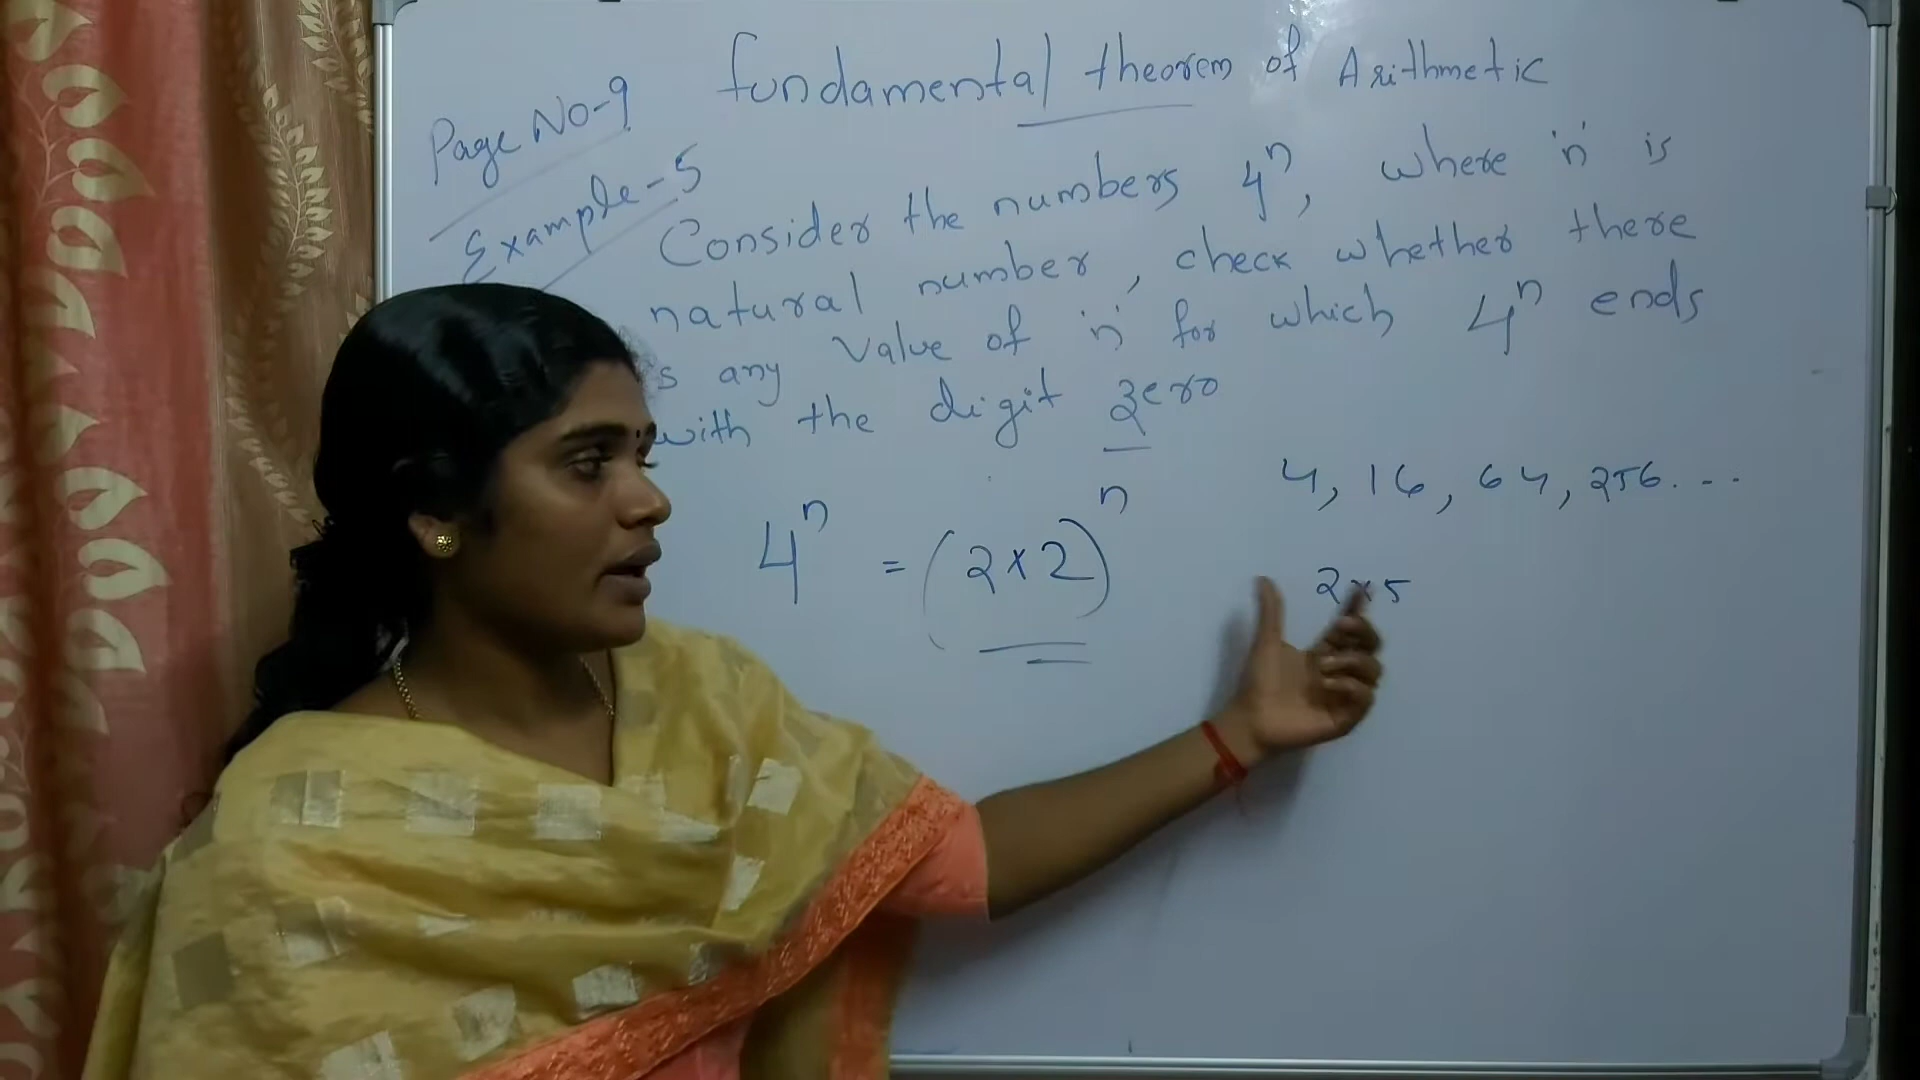 Fundamental theorem of Arithmetic
Page No-9
Example-5
Consider the numbers 4ⁿ, where 'n' is
natural number, check whether there
s any value of 'n' for which 4ⁿ ends
with the digit zero
4, 16, 64, 256. . . .
4ⁿ = (2×2)ⁿ
2×5